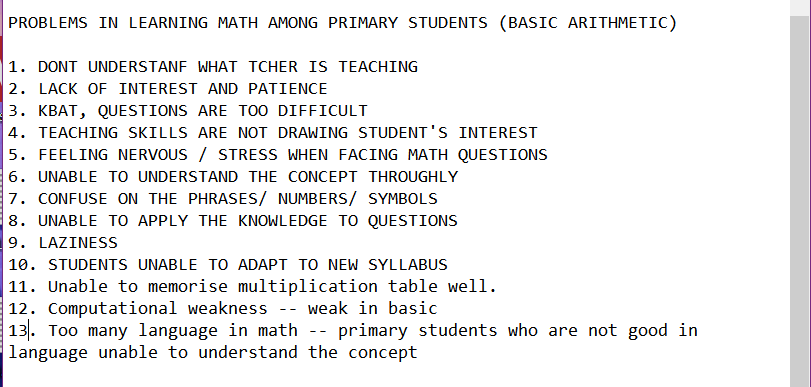 PROBLEMS IN LEARNING MATH AMONG PRIMARY STUDENTS (BASIC ARITHMETIC)
1. DONT UNDERSTANF WHAT TCHER IS TEACHING
2. LACK OF INTEREST AND PATIENCE
3. KBAT, QUESTIONS ARE TOO DIFFICULT
4. TEACHING SKILLS ARE NOT DRAWING STUDENT'S INTEREST
5. FEELING NERVOUS / STRESS WHEN FACING MATH QUESTIONS
6. UNABLE TO UNDERSTAND THE CONCEPT THROUGHLY
7. CONFUSE ON THE PHRASES/ NUMBERS/ SYMBOLS
8. UNABLE TO APPLY THE KNOWLEDGE TO QUESTIONS
9. LAZINESS
10. STUDENTS UNABLE TO ADAPT TO NEW SYLLABUS
11. Unable to memorise multiplication table well.
12. Computational weakness -- weak in basic
13. Too many language in math -- primary students who are not good in
language unable to understand the concept